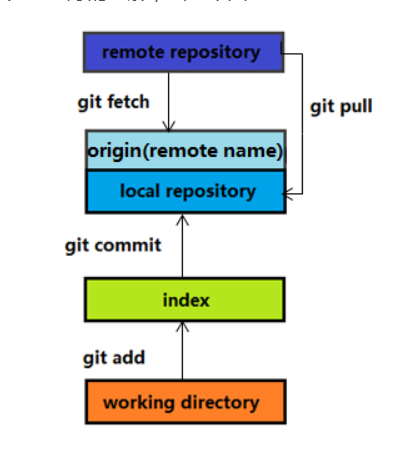 remote repository
git fetch
git pull
origin(remote name)
local repository
git commit
index
git add
working directory